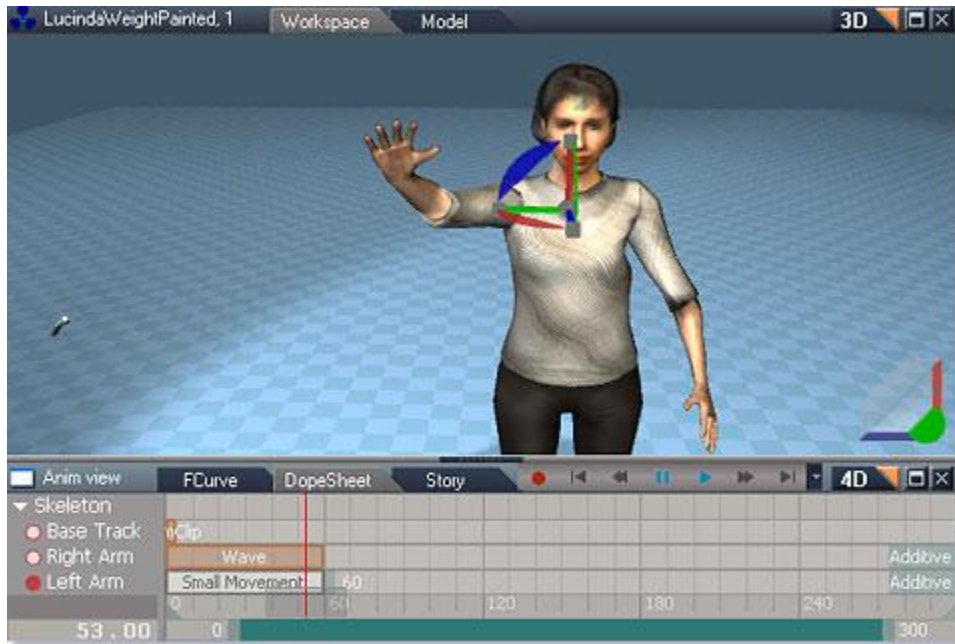 LucindaWeightPainted, 1 Workspace Model 3D
Anim view FCurve DopeSheet Story 4D
Skeleton
Base Track Clip
Right Arm Wave Additive
Left Arm Smal Movement 60 Additive
0 60 120 180 240
53.00 0 300